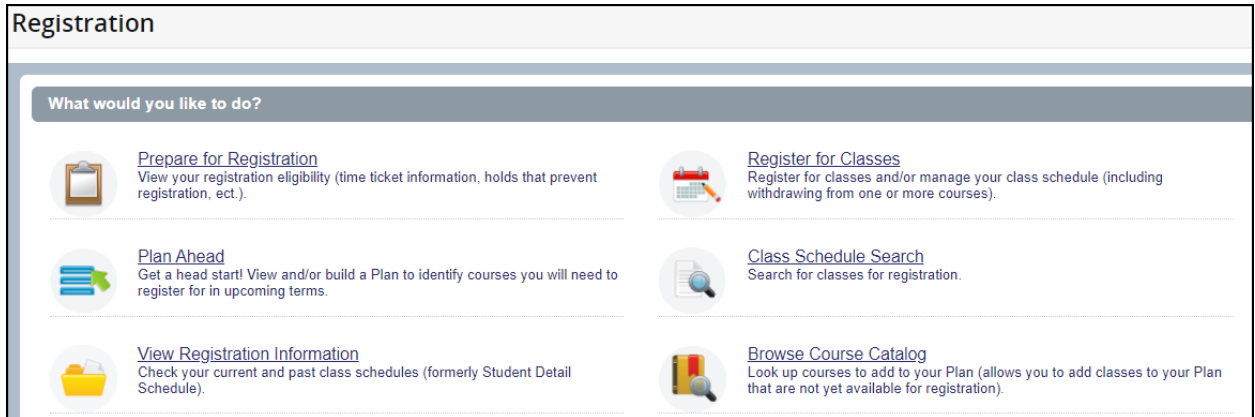 Registration
What would you like to do?
Prepare for Registration
View your registration eligibility (time ticket information, holds that prevent
registration, ect.).
Register for Classes
Register for classes and/or manage your class schedule (including
withdrawing from one or more courses).
Plan Ahead
Get a head start! View and/or build a Plan to identify courses you will need to
register for in upcoming terms.
Class Schedule Search
Search for classes for registration.
View Registration Information
Check your current and past class schedules (formerly Student Detail
Schedule).
Browse Course Catalog
Look up courses to add to your Plan (allows you to add classes to your Plan
that are not yet available for registration).